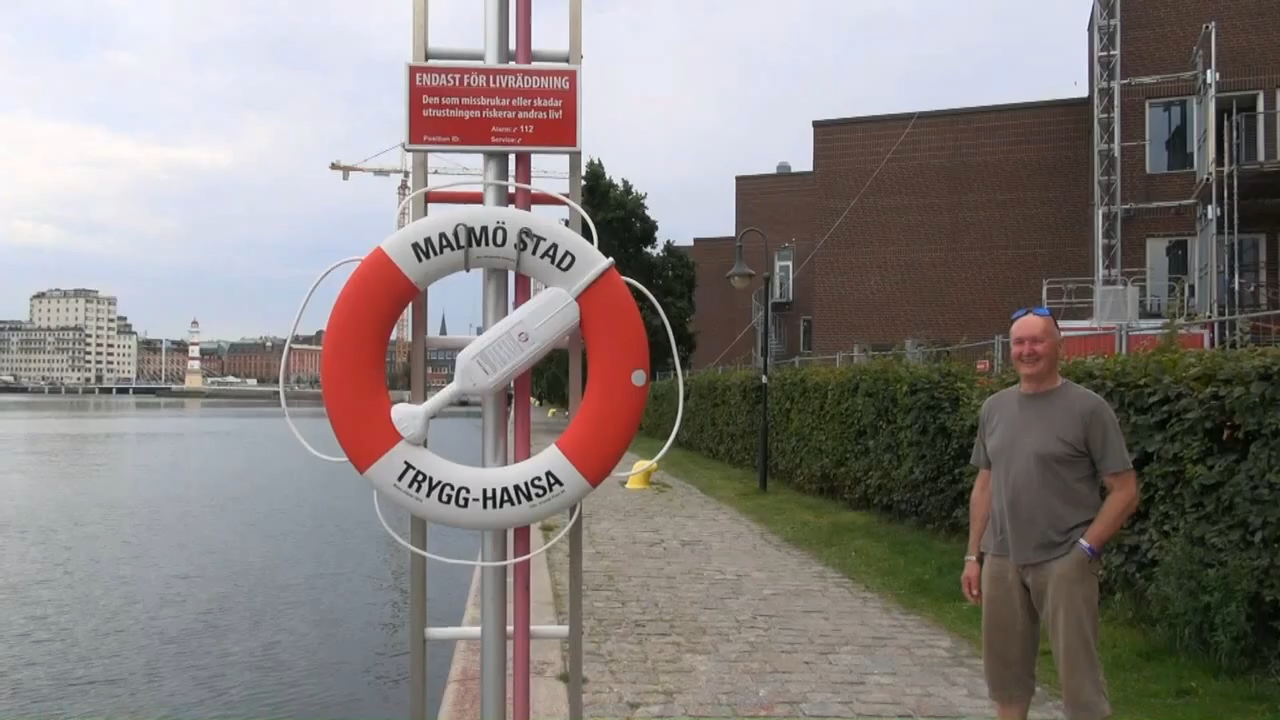 ENDAST FÖR LIVRÄDDNING
Den som missbrukar eller skadar
utrustningen riskerar andras liv!
Alarm: 112
Position ID: Service:
MALMÖ STAD
TRYGG-HANSA